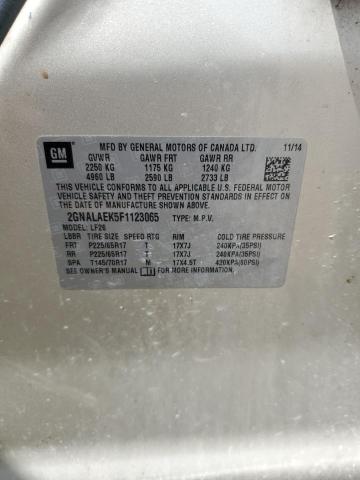 GM
MFD BY GENERAL MOTORS OF CANADA LTD. 11/14
GVWR GAWR FRT GAWR RR
2250 KG 1175 KG 1240 KG
4960 LB 2590 LB 2733 LB
THIS VEHICLE CONFORMS TO ALL APPLICABLE U.S. FEDERAL MOTOR
VEHICLE SAFETY, BUMPER, AND THEFT PREVENTION STANDARDS
IN EFFECT ON THE DATE OF MANUFACTURE SHOWN ABOVE.
2GNALAEK5F1123065 TYPE: M.P.V.
MODEL: LF26
LBBR TIRE SIZE SPEED RTG RIM COLD TIRE PRESSURE
FRT P225/65R17 T 17X7J 240KPA(35PSI)
RR P225/65R17 T 17X7J 240KPA(35PSI)
SPA T145/70R17 M 17X4.5T 420KPA(60PSI)
SEE OWNER'S MANUAL FOR MORE INFORMATION.